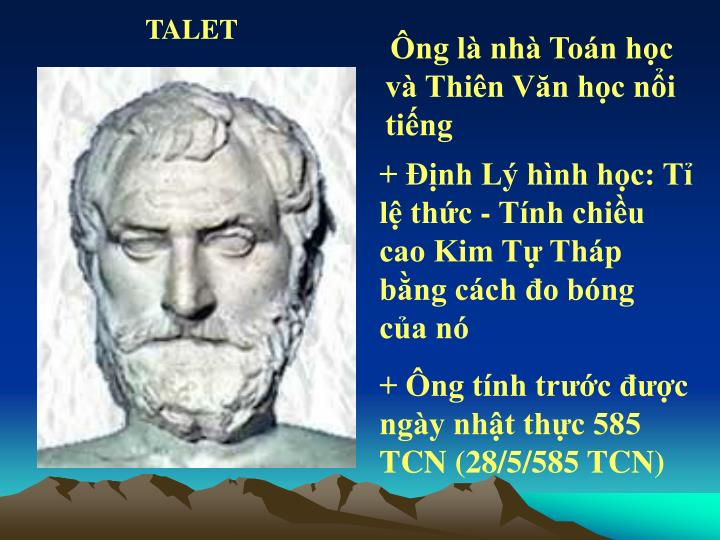 TALET
Ông là nhà Toán học
và Thiên Văn học nổi
tiếng
+ Định Lý hình học: Tỉ
lệ thức - Tính chiều
cao Kim Tự Tháp
bằng cách đo bóng
của nó
+ Ông tính trước được
ngày nhật thực 585
TCN (28/5/585 TCN)